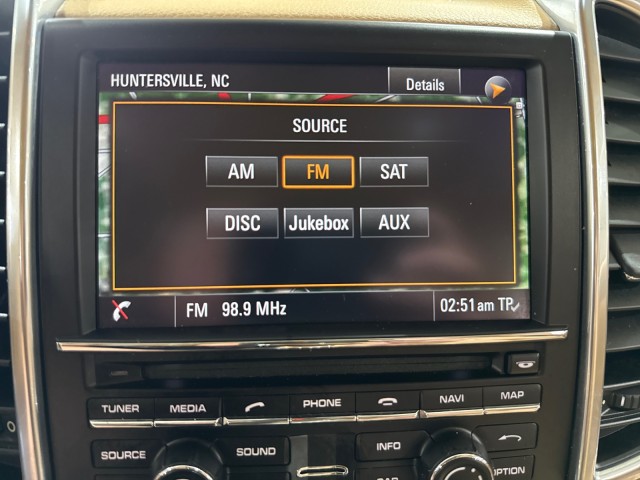 HUNTERSVILLE, NC Details
SOURCE
AM FM SAT
DISC Jukebox AUX
FM 98.9 MHz 02:51 am TP
TUNER MEDIA PHONE NAVI MAP
SOURCE SOUND INFO
OPTION